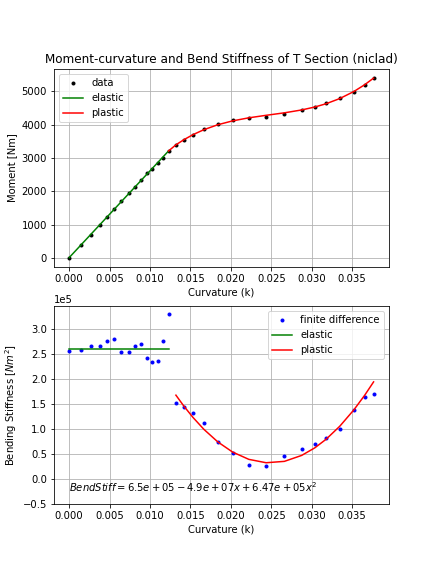 Moment-curvature and Bend Stiffness of T Section (niclad)
data
elastic
plastic
Moment [Nm]
5000
4000
3000
2000
1000
0
0.000 0.005 0.010 0.015 0.020 0.025 0.030 0.035
Curvature (k)
1e5
finite difference
elastic
plastic
Bending Stiffness [Nm²]
3.0
2.5
2.0
1.5
1.0
0.5
0.0
−0.5
BendStiff = 6.5e + 05 − 4.9e + 07x + 6.47e + 05x²
0.000 0.005 0.010 0.015 0.020 0.025 0.030 0.035
Curvature (k)